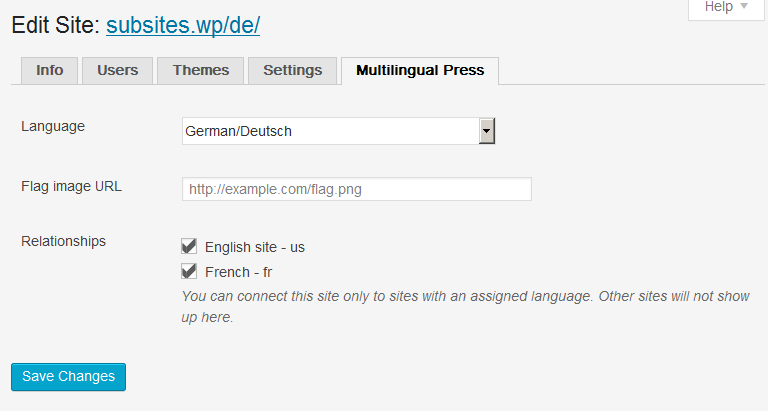 Help
Edit Site: subsites.wp/de/
Info Users Themes Settings Multilingual Press
Language German/Deutsch
Flag image URL http://example.com/flag.png
Relationships English site - us
French - fr
You can connect this site only to sites with an assigned language. Other sites will not show
up here.
Save Changes